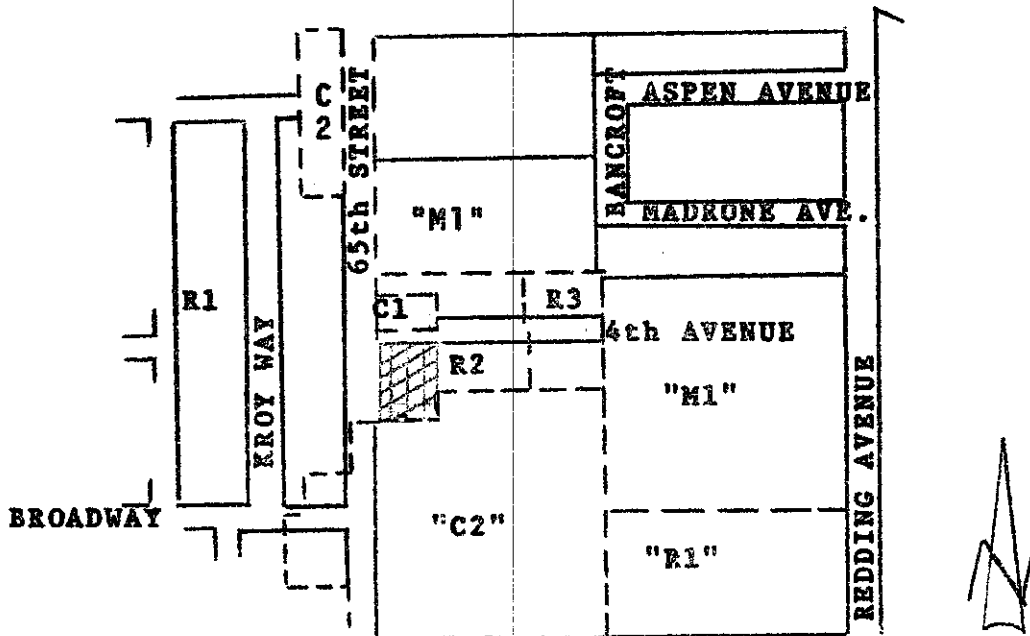 C
2
65th STREET
BANCROFT
ASPEN AVENUE
"M1"
MADRONE AVE.
R1
C1
R3
4th AVENUE
R2
"M1"
KROY WAY
REDDING AVENUE
BROADWAY
"C2"
"R1"